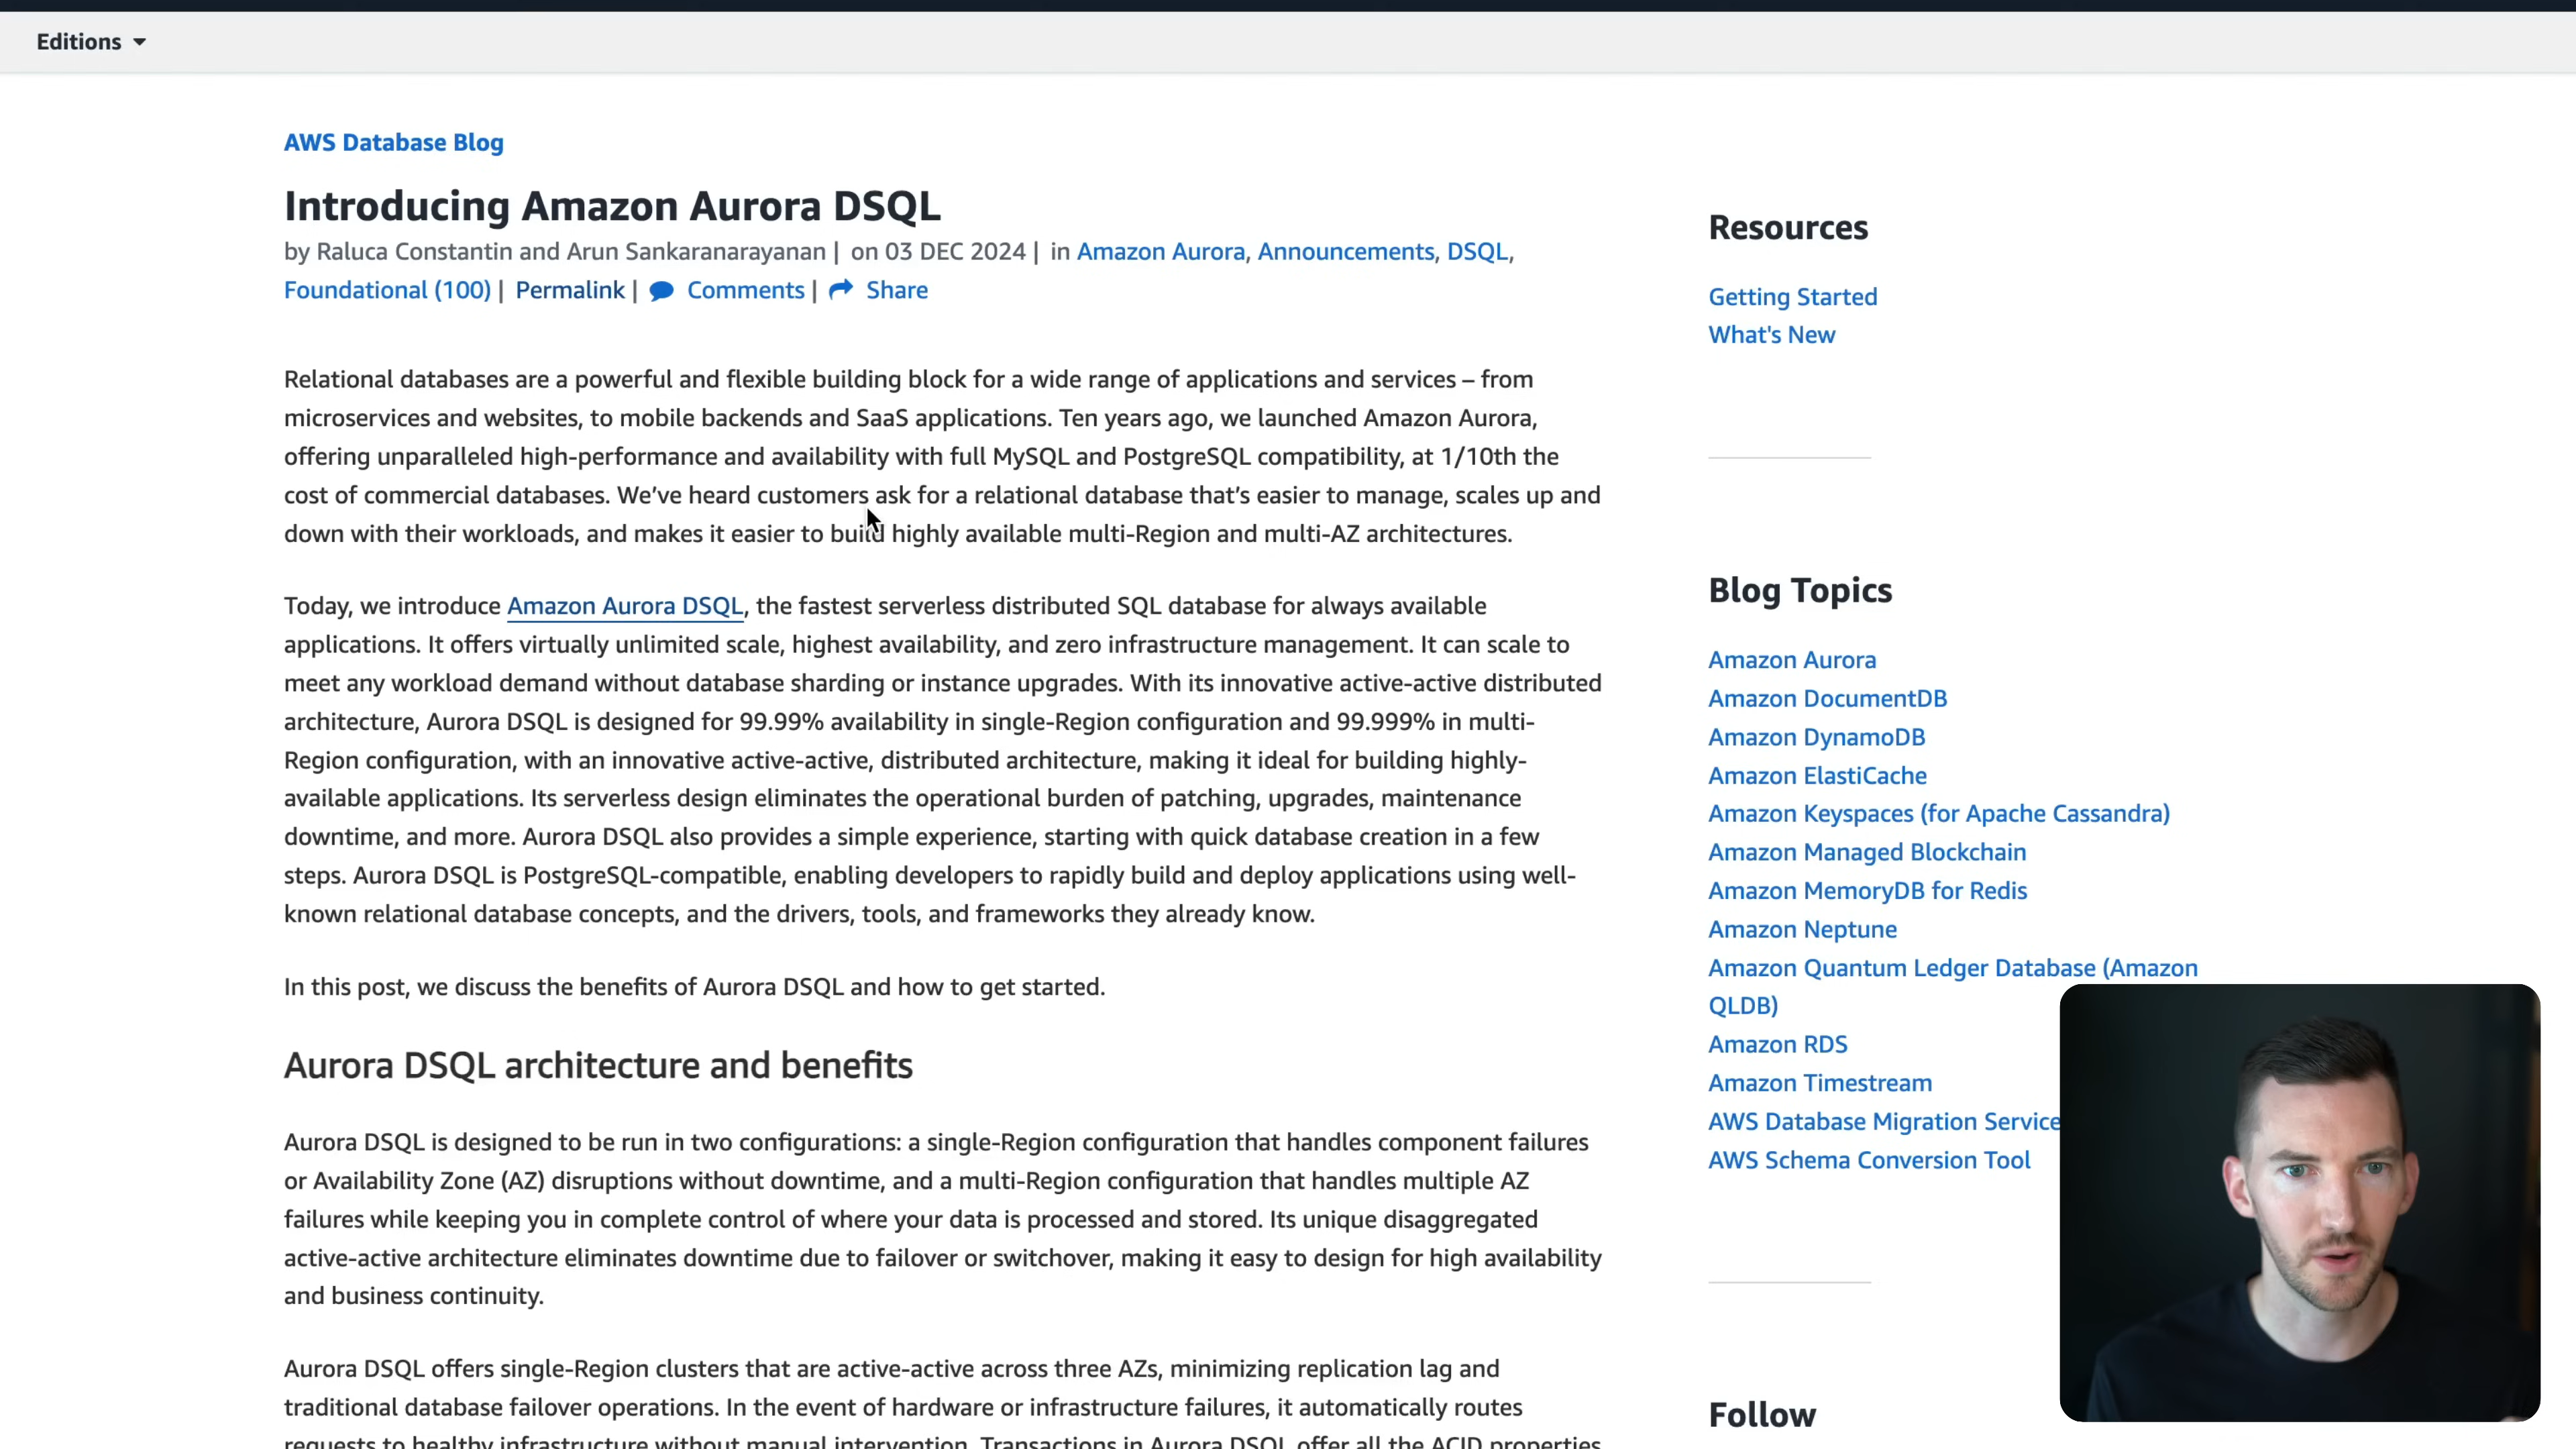 Editions
AWS Database Blog
Introducing Amazon Aurora DSQL
by Raluca Constantin and Arun Sankaranarayanan | on 03 DEC 2024 | in Amazon Aurora, Announcements, DSQL,
Foundational (100) | Permalink | Comments | Share
Relational databases are a powerful and flexible building block for a wide range of applications and services – from
microservices and websites, to mobile backends and SaaS applications. Ten years ago, we launched Amazon Aurora,
offering unparalleled high-performance and availability with full MySQL and PostgreSQL compatibility, at 1/10th the
cost of commercial databases. We’ve heard customers ask for a relational database that’s easier to manage, scales up and
down with their workloads, and makes it easier to build highly available multi-Region and multi-AZ architectures.
Today, we introduce Amazon Aurora DSQL, the fastest serverless distributed SQL database for always available
applications. It offers virtually unlimited scale, highest availability, and zero infrastructure management. It can scale to
meet any workload demand without database sharding or instance upgrades. With its innovative active-active distributed
architecture, Aurora DSQL is designed for 99.99% availability in single-Region configuration and 99.999% in multi-
Region configuration, with an innovative active-active, distributed architecture, making it ideal for building highly-
available applications. Its serverless design eliminates the operational burden of patching, upgrades, maintenance
downtime, and more. Aurora DSQL also provides a simple experience, starting with quick database creation in a few
steps. Aurora DSQL is PostgreSQL-compatible, enabling developers to rapidly build and deploy applications using well-
known relational database concepts, and the drivers, tools, and frameworks they already know.
In this post, we discuss the benefits of Aurora DSQL and how to get started.
Aurora DSQL architecture and benefits
Aurora DSQL is designed to be run in two configurations: a single-Region configuration that handles component failures
or Availability Zone (AZ) disruptions without downtime, and a multi-Region configuration that handles multiple AZ
failures while keeping you in complete control of where your data is processed and stored. Its unique disaggregated
active-active architecture eliminates downtime due to failover or switchover, making it easy to design for high availability
and business continuity.
Aurora DSQL offers single-Region clusters that are active-active across three AZs, minimizing replication lag and
traditional database failover operations. In the event of hardware or infrastructure failures, it automatically routes
requests to healthy infrastructure without manual intervention. Transactions in Aurora DSQL offer all the ACID properties
Resources
Getting Started
What's New
Blog Topics
Amazon Aurora
Amazon DocumentDB
Amazon DynamoDB
Amazon ElastiCache
Amazon Keyspaces (for Apache Cassandra)
Amazon Managed Blockchain
Amazon MemoryDB for Redis
Amazon Neptune
Amazon Quantum Ledger Database (Amazon
QLDB)
Amazon RDS
Amazon Timestream
AWS Database Migration Service
AWS Schema Conversion Tool
Follow